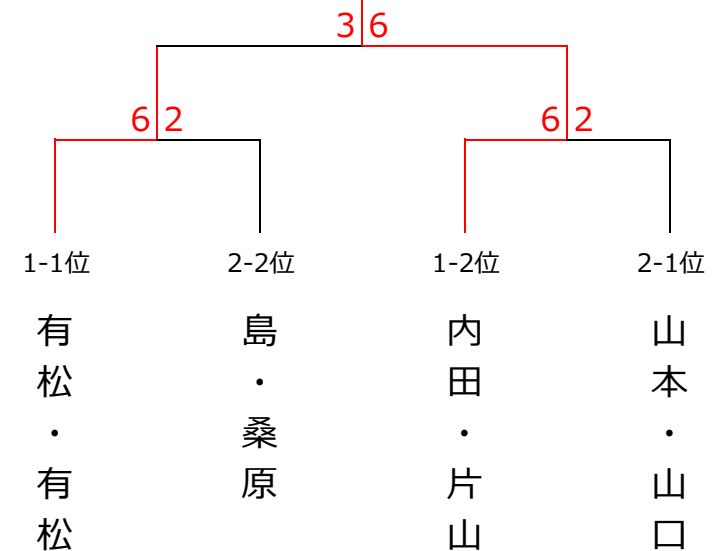 3 6
6 2
6 2
1-1位
2-2位
1-2位
2-1位
有松・有松
島・桑原
内田・片山
山本・山口